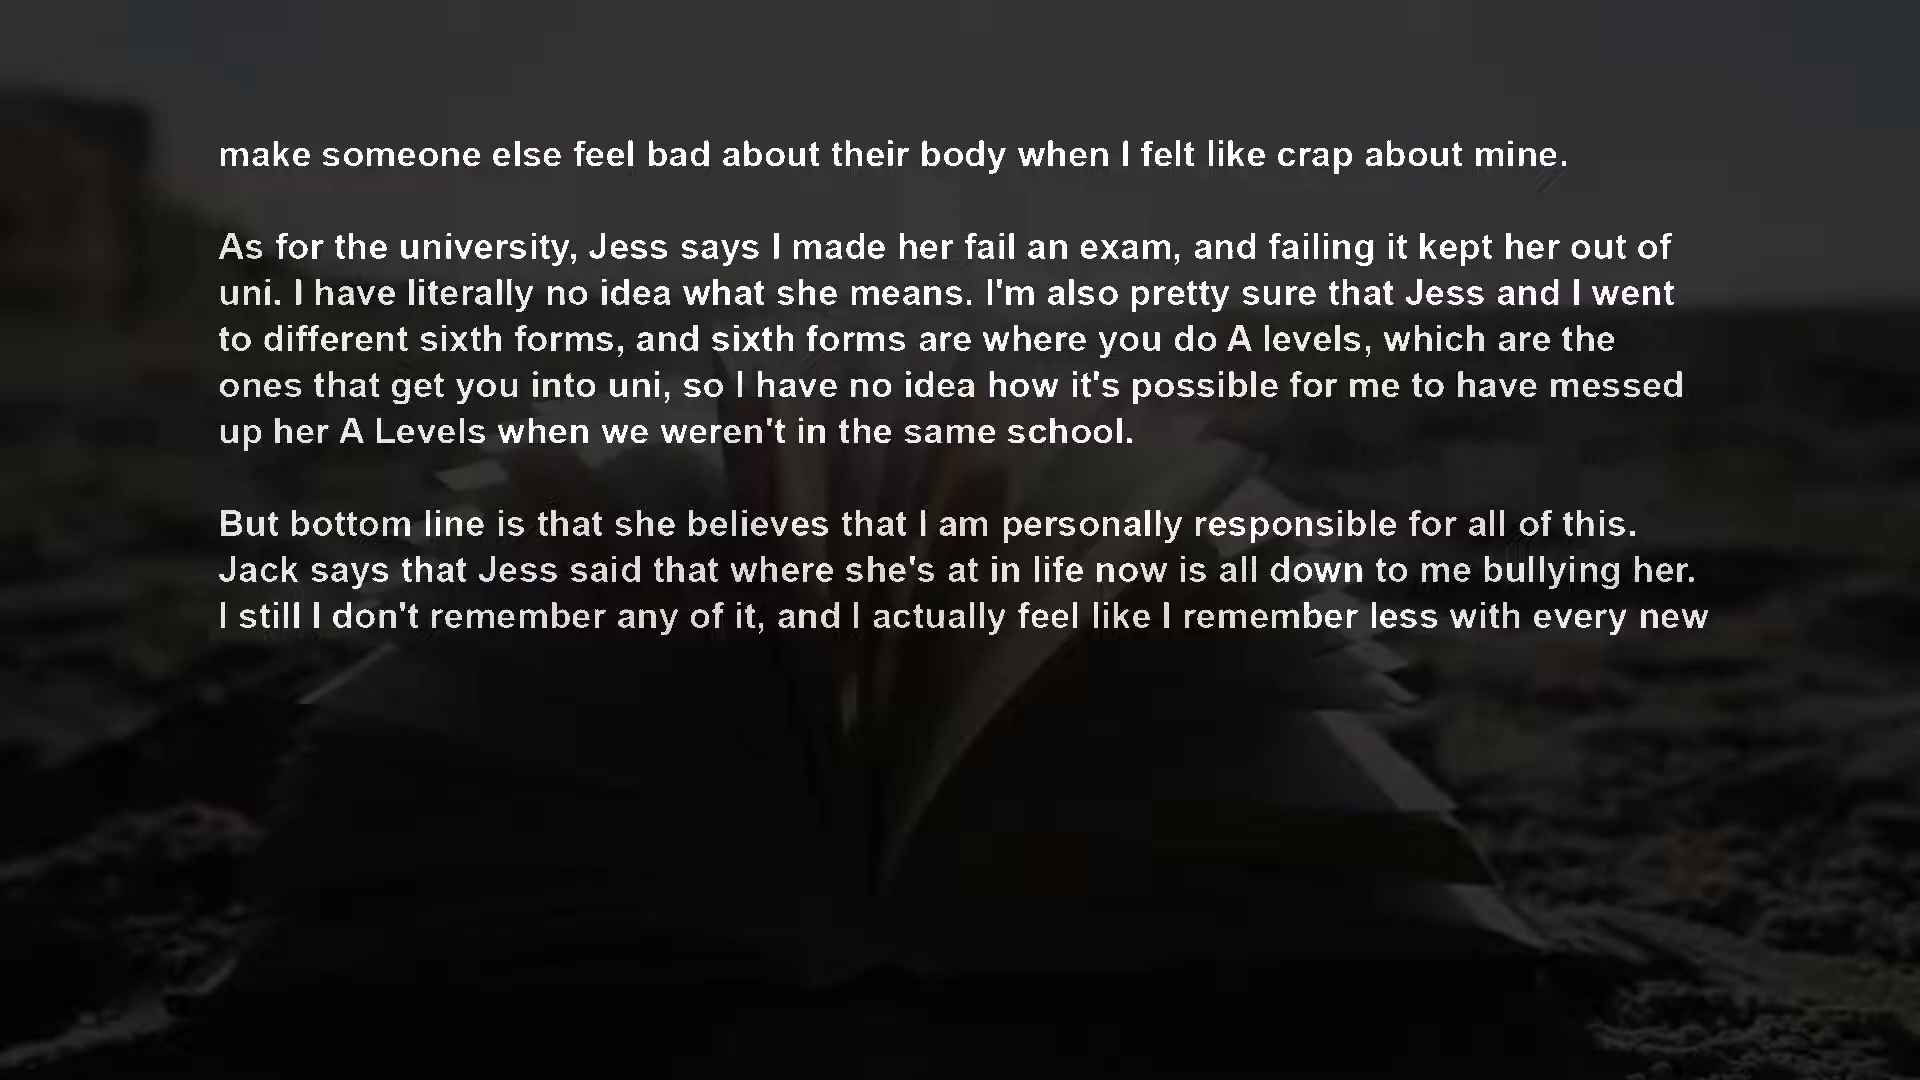 make someone else feel bad about their body when I felt like crap about mine.
As for the university, Jess says I made her fail an exam, and failing it kept her out of
uni. I have literally no idea what she means. I'm also pretty sure that Jess and I went
to different sixth forms, and sixth forms are where you do A levels, which are the
ones that get you into uni, so I have no idea how it's possible for me to have messed
up her A Levels when we weren't in the same school.
But bottom line is that she believes that I am personally responsible for all of this.
Jack says that Jess said that where she's at in life now is all down to me bullying her.
I still I don't remember any of it, and I actually feel like I remember less with every new